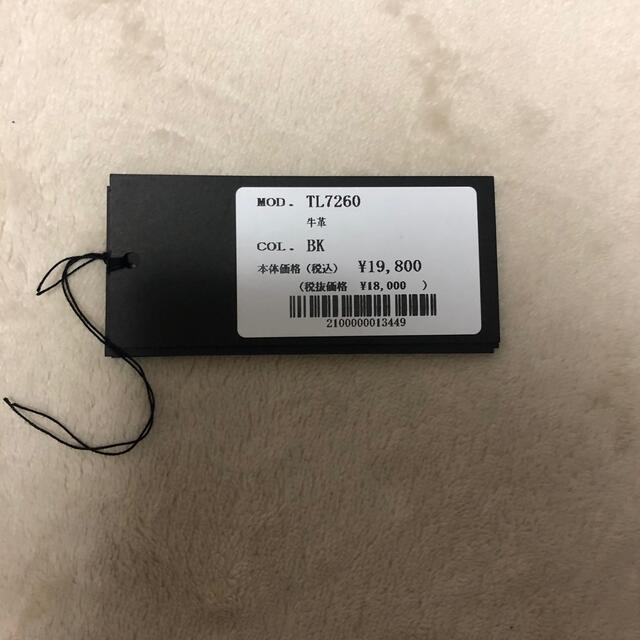 MOD. TL7260
牛革
COL. BK
本体価格（税込） ¥19,800
（税抜価格 ¥18,000 ）
2100000013449